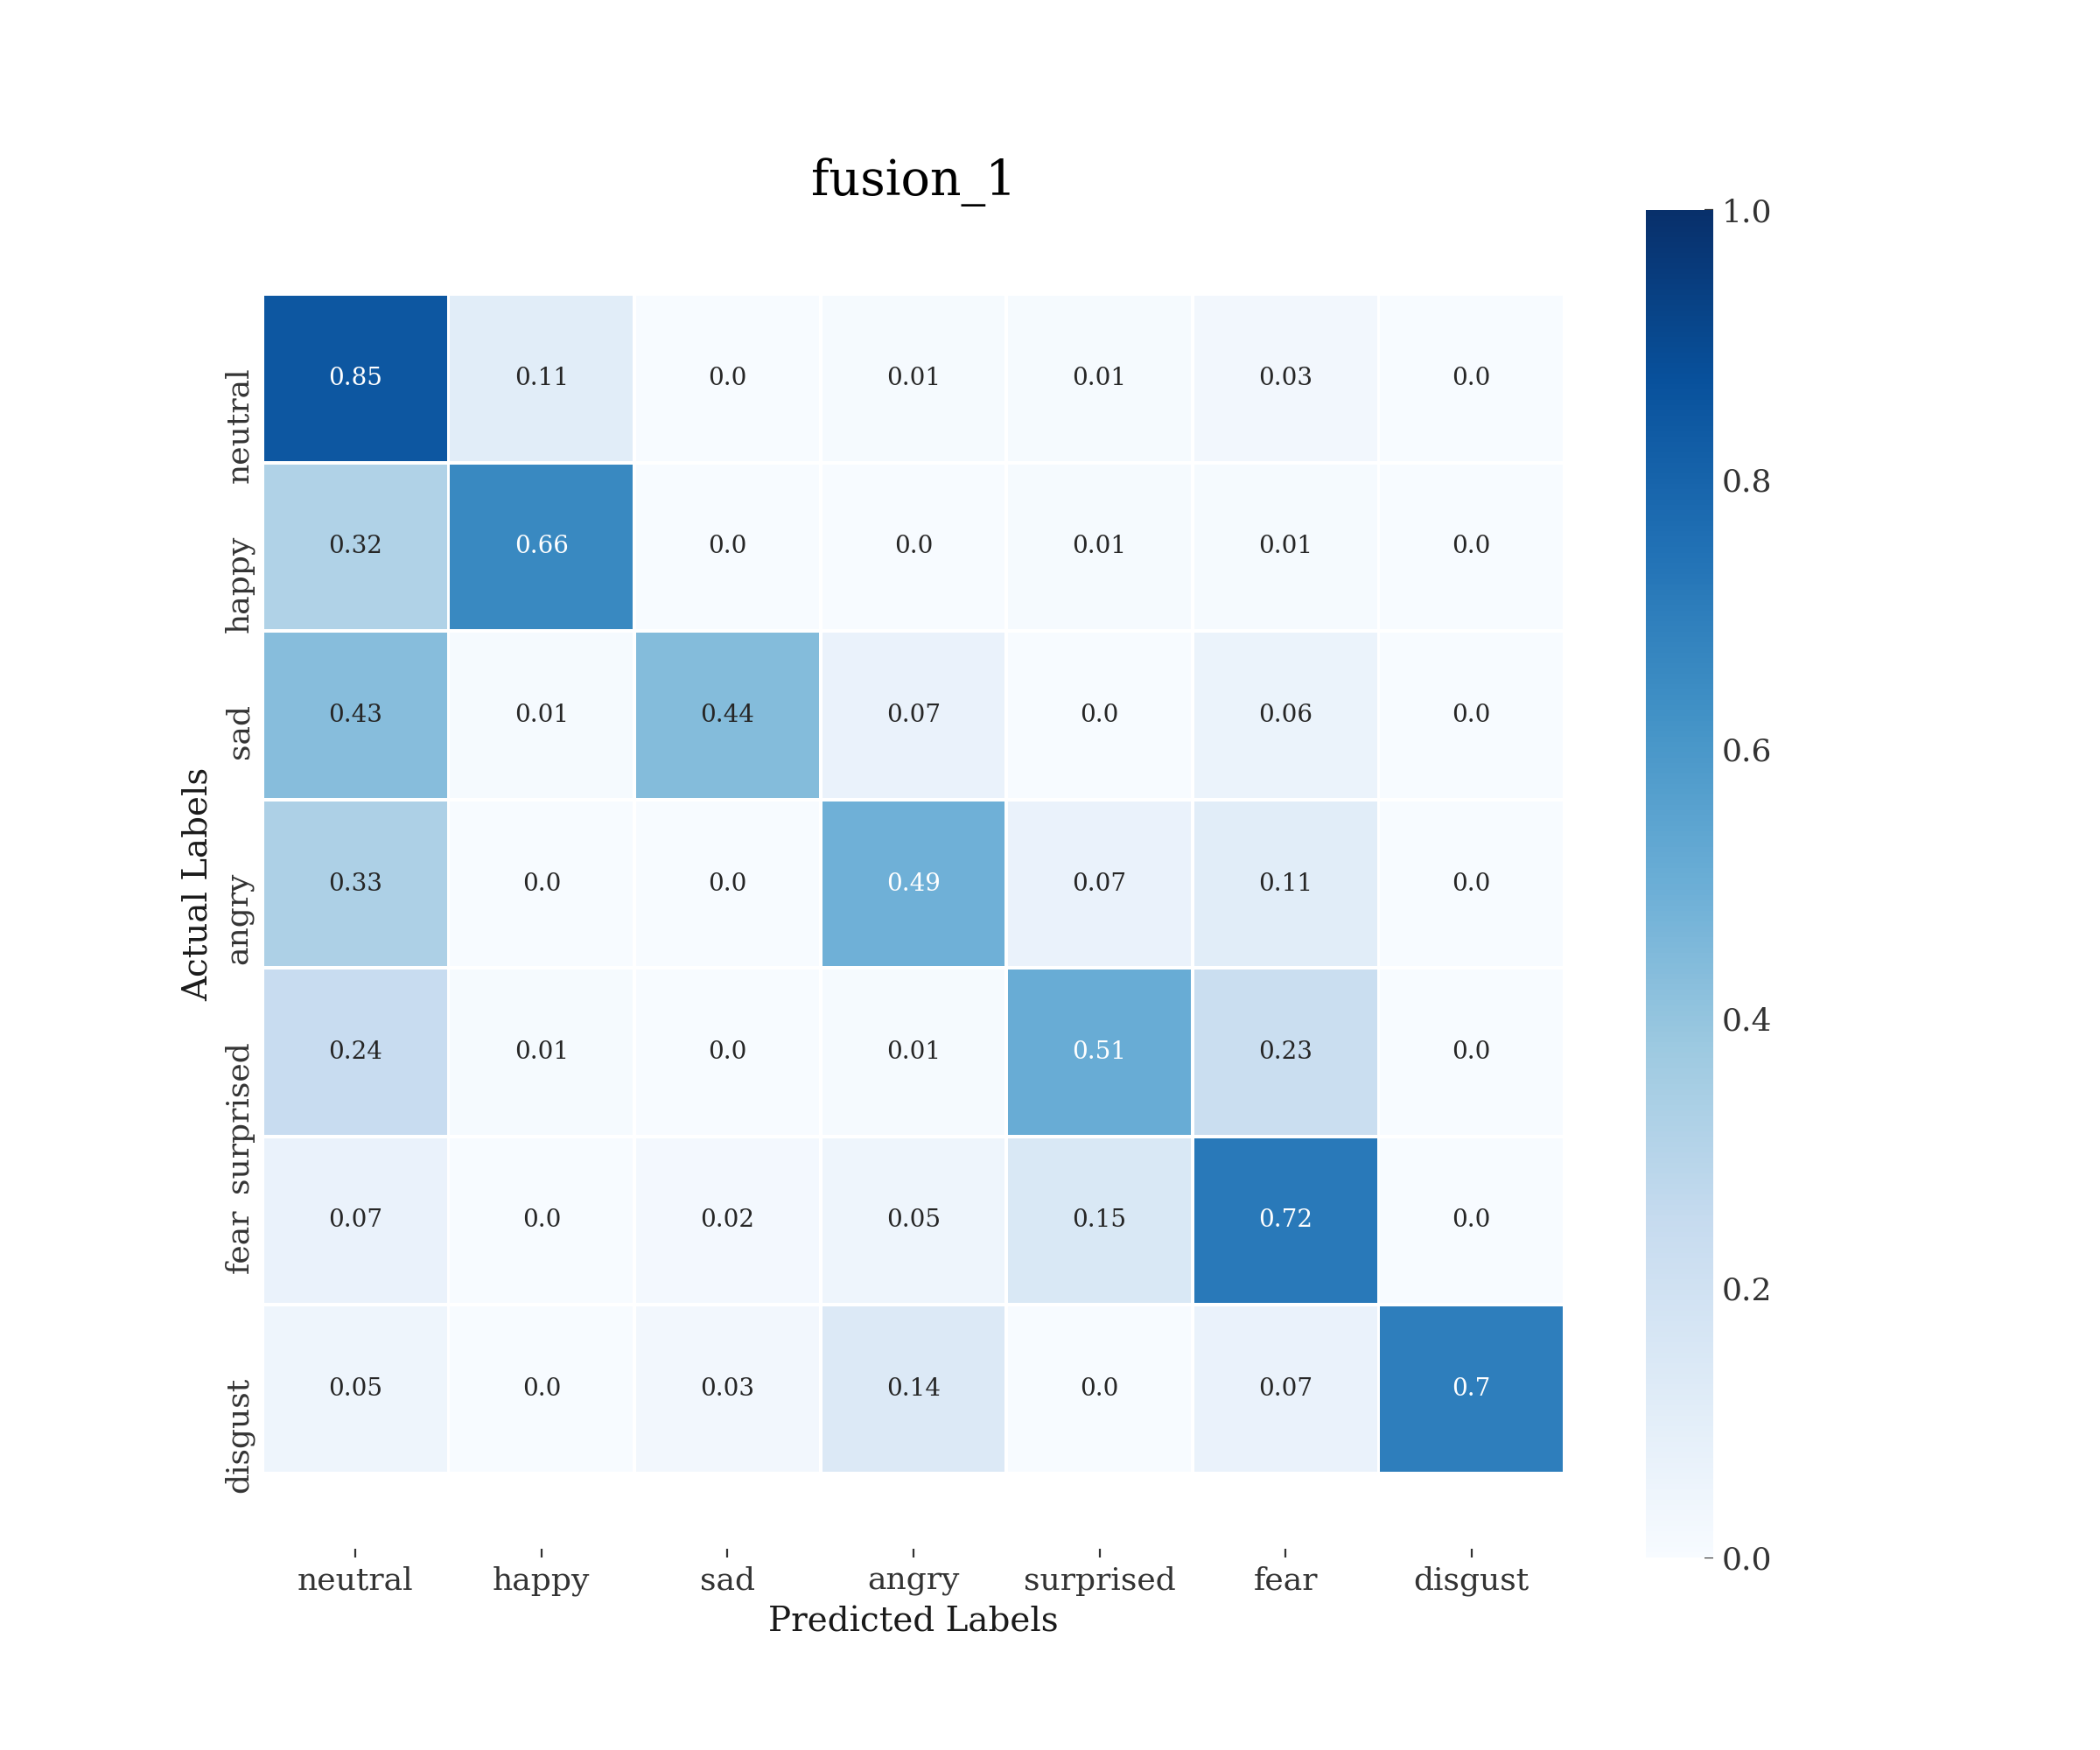 fusion_1
1.0
0.8
0.6
0.4
0.2
0.0
Actual Labels
neutral 0.85 0.11 0.0 0.01 0.01 0.03 0.0
happy 0.32 0.66 0.0 0.0 0.01 0.01 0.0
sad 0.43 0.01 0.44 0.07 0.0 0.06 0.0
angry 0.33 0.0 0.0 0.49 0.07 0.11 0.0
surprised 0.24 0.01 0.0 0.01 0.51 0.23 0.0
fear 0.07 0.0 0.02 0.05 0.15 0.72 0.0
disgust 0.05 0.0 0.03 0.14 0.0 0.07 0.7
neutral happy sad angry surprised fear disgust
Predicted Labels